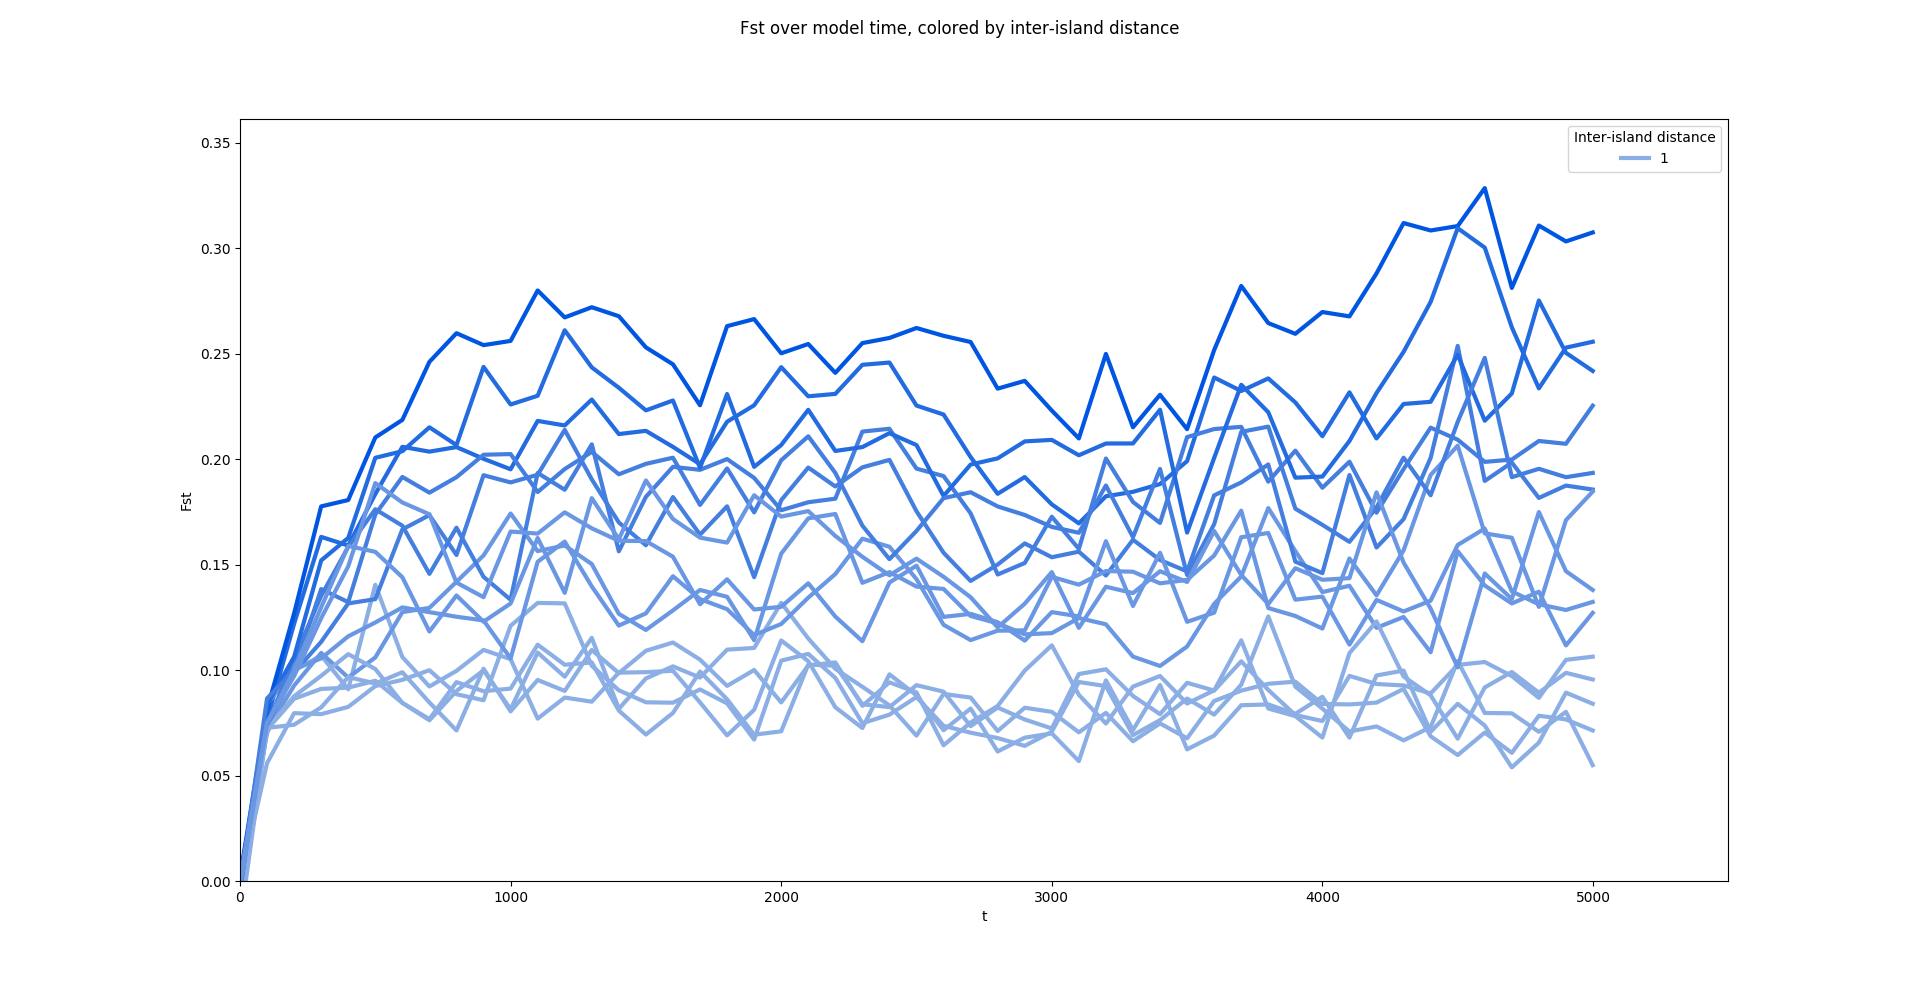 Fst over model time, colored by inter-island distance
Inter-island distance
1
0.35
0.30
0.25
0.20
0.15
0.10
0.05
0.00
Fst
0 1000 2000 3000 4000 5000
t